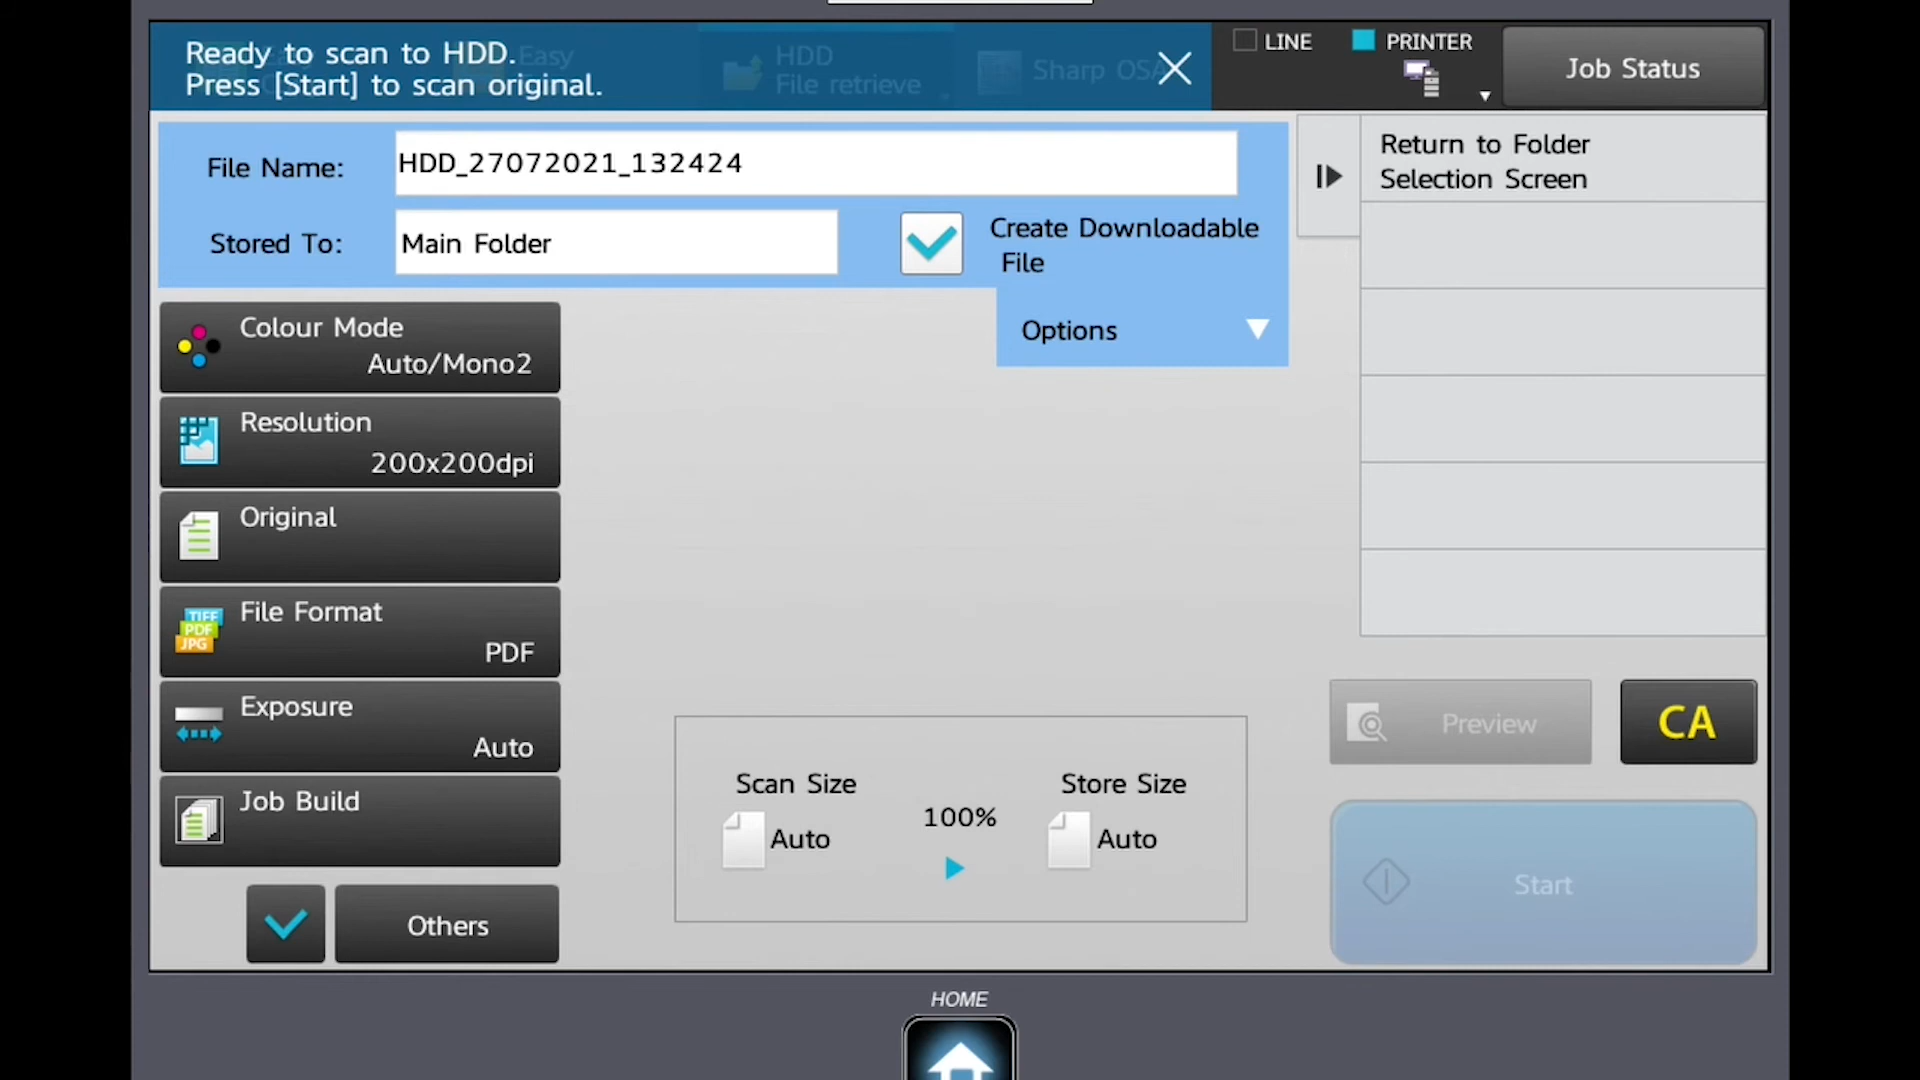 Ready to scan to HDD.
Press [Start] to scan original.
Easy
HDD
File retrieve
Sharp OSA
LINE
PRINTER
Job Status
File Name:
HDD_27072021_132424
Stored To:
Main Folder
Create Downloadable
File
Options
Return to Folder
Selection Screen
Colour Mode
Auto/Mono2
Resolution
200x200dpi
Original
TIFF
PDF
JPG
File Format
PDF
Exposure
Auto
Job Build
Others
Scan Size
Auto
100%
Store Size
Auto
Preview
CA
Start
HOME